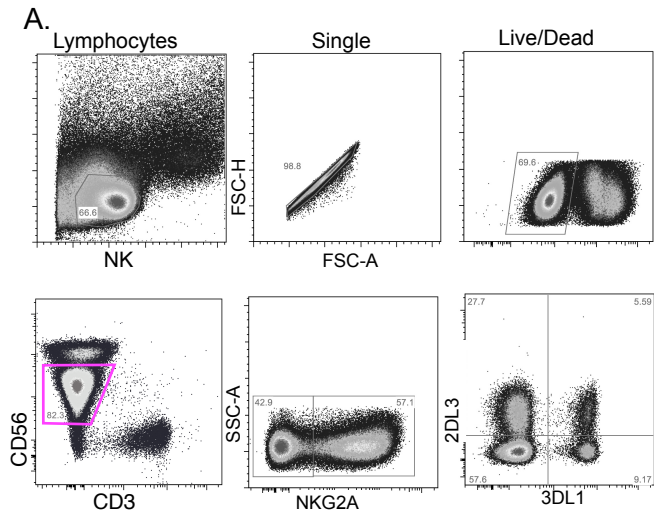 A.
Lymphocytes
Single
Live/Dead
66.6
98.8
69.6
FSC-H
NK
FSC-A
82.3
42.9
57.1
27.7
5.59
57.6
9.17
CD56
SSC-A
2DL3
CD3
NKG2A
3DL1